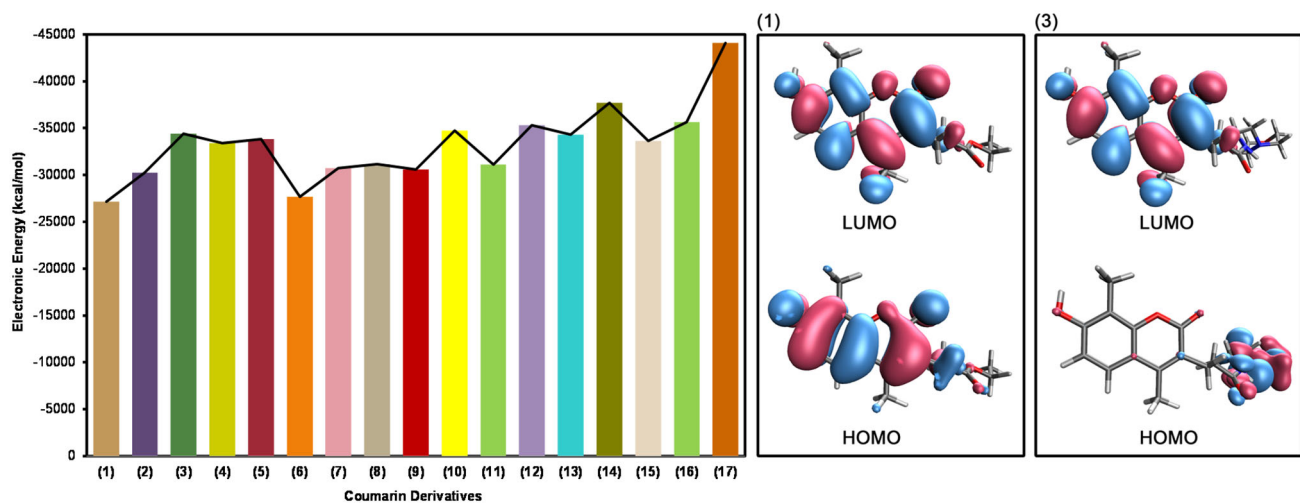 -45000
-40000
-35000
-30000
-25000
-20000
-15000
-10000
-5000
0
Electronic Energy (kcal/mol)
(1) (2) (3) (4) (5) (6) (7) (8) (9) (10) (11) (12) (13) (14) (15) (16) (17)
Coumarin Derivatives
(1)
LUMO
HOMO
(3)
LUMO
HOMO